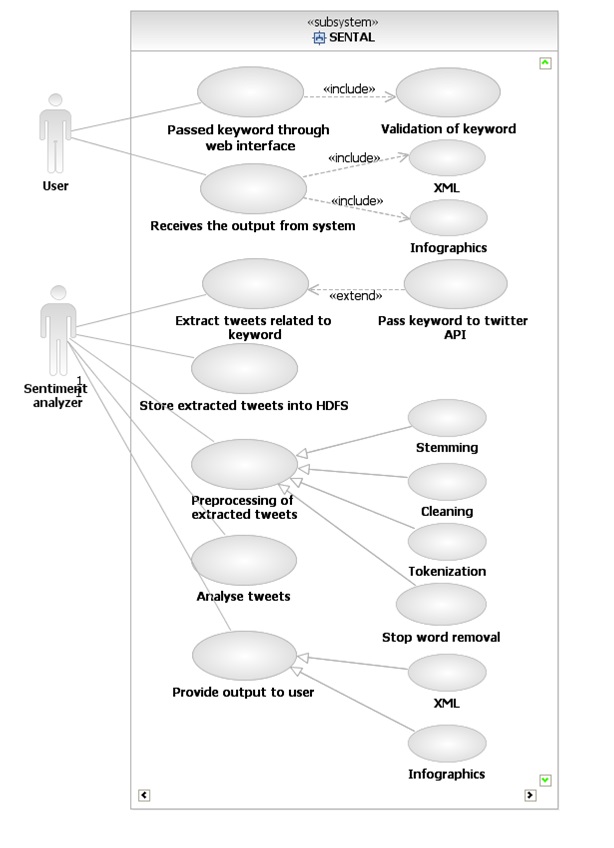 «subsystem»
SENTAL
«include»
Passed keyword through
web interface
Validation of keyword
User
«include»
XML
«include»
Receives the output from system
Infographics
«extend»
Extract tweets related to
keyword
Pass keyword to twitter
API
Sentiment
analyzer
1
1
Store extracted tweets into HDFS
Stemming
Preprocessing of
extracted tweets
Cleaning
Tokenization
Analyse tweets
Stop word removal
Provide output to user
XML
Infographics